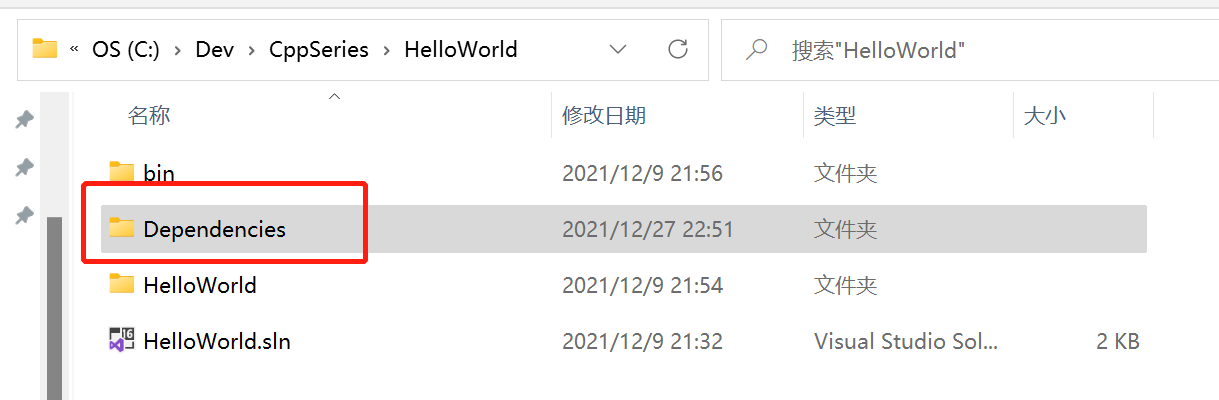 « OS (C:) › Dev › CppSeries › HelloWorld 搜索"HelloWorld"
名称 修改日期 类型 大小
bin 2021/12/9 21:56 文件夹
Dependencies 2021/12/27 22:51 文件夹
HelloWorld 2021/12/9 21:54 文件夹
16 HelloWorld.sln 2021/12/9 21:32 Visual Studio Sol... 2 KB